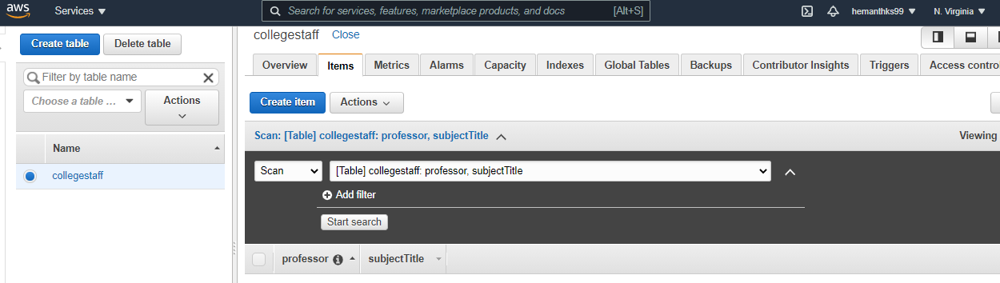 aws Services Search for services, features, marketplace products, and docs [Alt+S] hemanthks99 N. Virginia
Create table Delete table
Filter by table name
Choose a table ... Actions
Name
collegestaff
collegestaff Close
Overview Items Metrics Alarms Capacity Indexes Global Tables Backups Contributor Insights Triggers Access contro
Create item Actions
Scan: [Table] collegestaff: professor, subjectTitle Viewing
Scan [Table] collegestaff: professor, subjectTitle
Add filter
Start search
professor subjectTitle